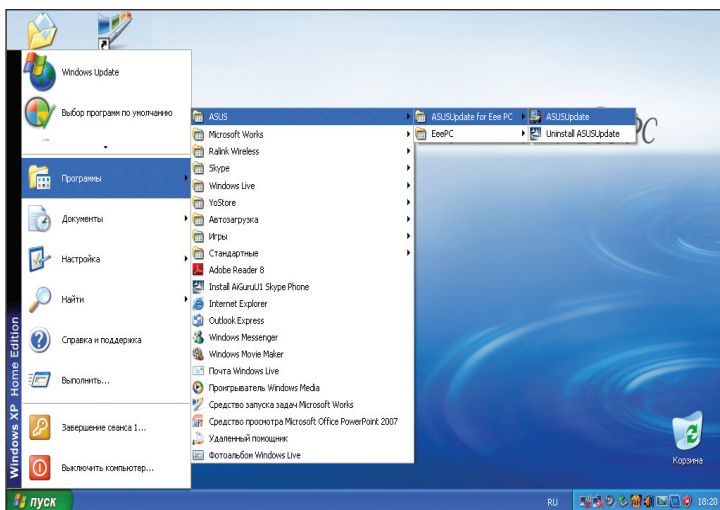 Windows Update
Выбор программ по умолчанию
Программы
Документы
Настройка
Найти
Справка и поддержка
Выполнить...
Завершение сеанса 1...
Выключить компьютер...
Windows XP Home Edition
ASUS
Microsoft Works
Ralink Wireless
Skype
Windows Live
YoStore
Автозагрузка
Игры
Стандартные
Adobe Reader 8
Install AiGuruU1 Skype Phone
Internet Explorer
Outlook Express
Windows Messenger
Windows Movie Maker
Почта Windows Live
Проигрыватель Windows Media
Средство запуска задач Microsoft Works
Средство просмотра Microsoft Office PowerPoint 2007
Удаленный помощник
Фотоальбом Windows Live
ASUSUpdate for Eee PC
EeePC
ASUSUpdate
Uninstall ASUSUpdate
PC
Корзина
пуск
RU
18:20